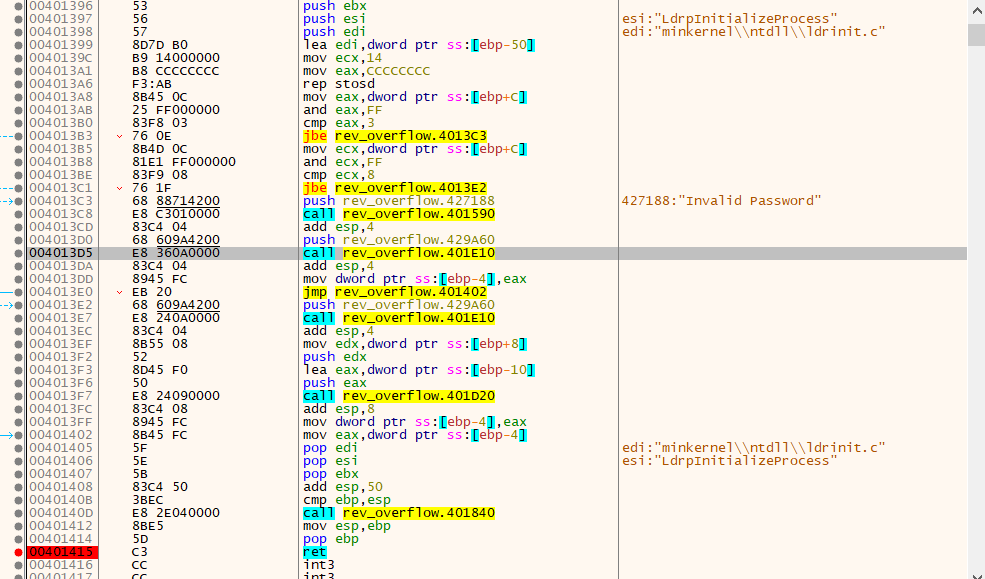 00401396 53 push ebx
00401397 56 push esi esi:"LdrpInitializeProcess"
00401398 57 push edi edi:"minkernel\\ntdll\\ldrinit.c"
00401399 8D7D B0 lea edi,dword ptr ss:[ebp-50]
0040139C B9 14000000 mov ecx,14
004013A1 B8 CCCCCCCC mov eax,CCCCCCCC
004013A6 F3:AB rep stosd
004013A8 8B45 0C mov eax,dword ptr ss:[ebp+C]
004013AB 25 FF000000 and eax,FF
004013B0 83F8 03 cmp eax,3
004013B3 76 0E jbe rev_overflow.4013C3
004013B5 8B4D 0C mov ecx,dword ptr ss:[ebp+C]
004013B8 81E1 FF000000 and ecx,FF
004013BE 83F9 08 cmp ecx,8
004013C1 76 1F jbe rev_overflow.4013E2
004013C3 68 88714200 push rev_overflow.427188 427188:"Invalid Password"
004013C8 E8 C3010000 call rev_overflow.401590
004013CD 83C4 04 add esp,4
004013D0 68 609A4200 push rev_overflow.429A60
004013D5 E8 360A0000 call rev_overflow.401E10
004013DA 83C4 04 add esp,4
004013DD 8945 FC mov dword ptr ss:[ebp-4],eax
004013E0 EB 20 jmp rev_overflow.401402
004013E2 68 609A4200 push rev_overflow.429A60
004013E7 E8 240A0000 call rev_overflow.401E10
004013EC 83C4 04 add esp,4
004013EF 8B55 08 mov edx,dword ptr ss:[ebp+8]
004013F2 52 push edx
004013F3 8D45 F0 lea eax,dword ptr ss:[ebp-10]
004013F6 50 push eax
004013F7 E8 24090000 call rev_overflow.401D20
004013FC 83C4 08 add esp,8
004013FF 8945 FC mov dword ptr ss:[ebp-4],eax
00401402 8B45 FC mov eax,dword ptr ss:[ebp-4]
00401405 5F pop edi edi:"minkernel\\ntdll\\ldrinit.c"
00401406 5E pop esi esi:"LdrpInitializeProcess"
00401407 5B pop ebx
00401408 83C4 50 add esp,50
0040140B 3BEC cmp ebp,esp
0040140D E8 2E040000 call rev_overflow.401840
00401412 8BE5 mov esp,ebp
00401414 5D pop ebp
00401415 C3 ret
00401416 CC int3
00401417 CC int3